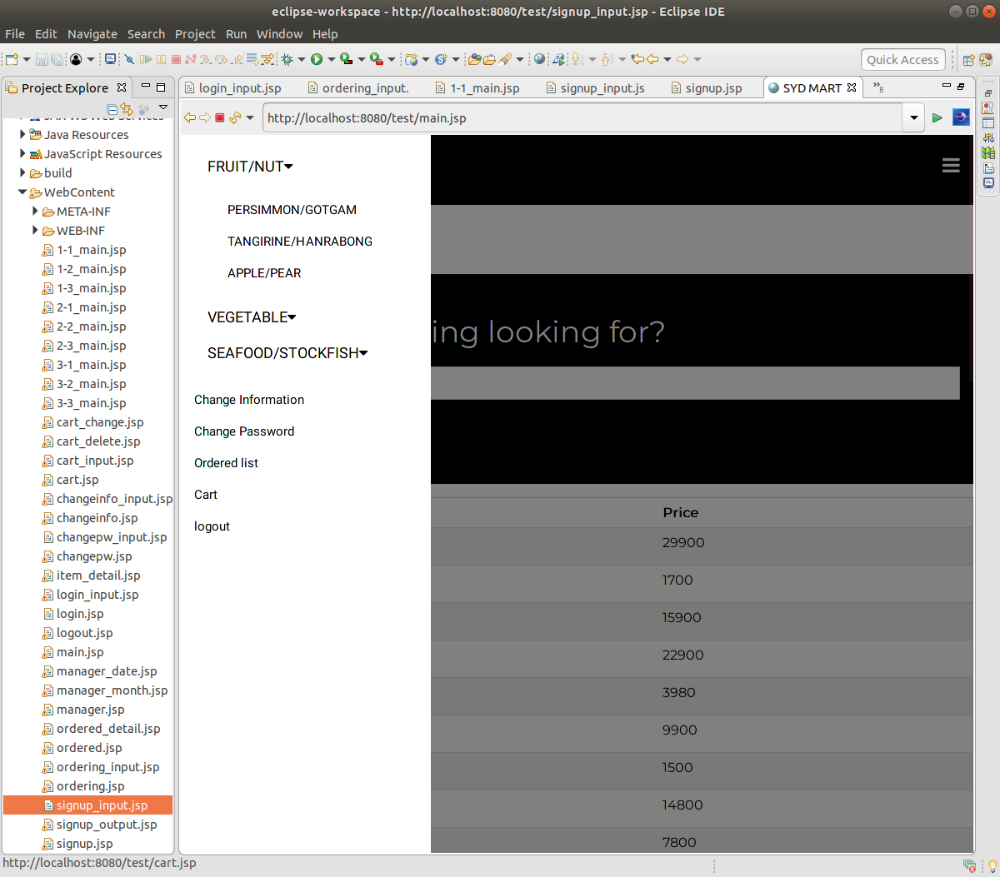 eclipse-workspace - http://localhost:8080/test/signup_input.jsp - Eclipse IDE
File Edit Navigate Search Project Run Window Help
Quick Access
Project Explore
login_input.jsp ordering_input. 1-1_main.jsp signup_input.js signup.jsp SYD MART »8
http://localhost:8080/test/main.jsp
JAX-WS Web Services
Java Resources
JavaScript Resources
build
WebContent
META-INF
WEB-INF
1-1_main.jsp
1-2_main.jsp
1-3_main.jsp
2-1_main.jsp
2-2_main.jsp
2-3_main.jsp
3-1_main.jsp
3-2_main.jsp
3-3_main.jsp
cart_change.jsp
cart_delete.jsp
cart_input.jsp
cart.jsp
changeinfo_input.jsp
changeinfo.jsp
changepw_input.jsp
changepw.jsp
item_detail.jsp
login_input.jsp
login.jsp
logout.jsp
main.jsp
manager_date.jsp
manager_month.jsp
manager.jsp
ordered_detail.jsp
ordered.jsp
ordering_input.jsp
ordering.jsp
signup_input.jsp
signup_output.jsp
signup.jsp
FRUIT/NUT
PERSIMMON/GOTGAM
TANGIRINE/HANRABONG
APPLE/PEAR
VEGETABLE
SEAFOOD/STOCKFISH
Change Information
Change Password
Ordered list
Cart
logout
ing looking for?
Price
29900
1700
15900
22900
3980
9900
1500
14800
7800
http://localhost:8080/test/cart.jsp